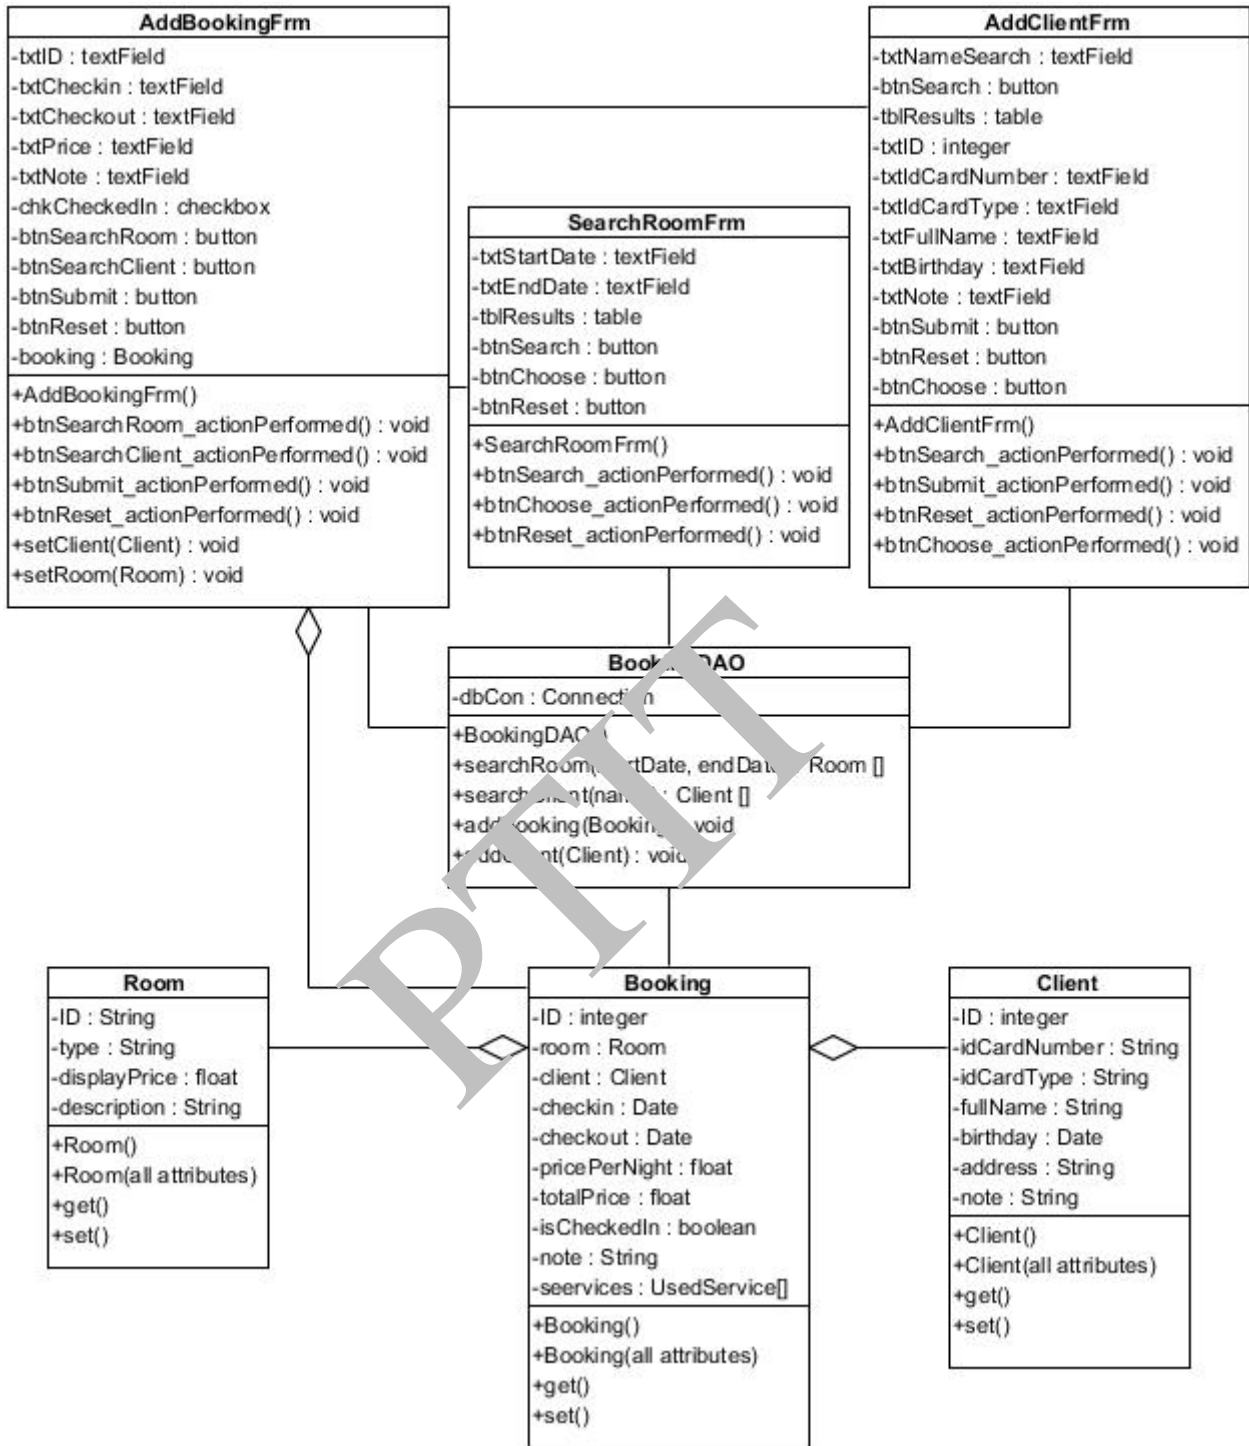 AddBookingFrm
-txtID : textField
-txtCheckin : textField
-txtCheckout : textField
-txtPrice : textField
-txtNote : textField
-chkCheckedIn : checkbox
-btnSearchRoom : button
-btnSearchClient : button
-btnSubmit : button
-btnReset : button
-booking : Booking
+AddBookingFrm()
+btnSearchRoom_actionPerformed() : void
+btnSearchClient_actionPerformed() : void
+btnSubmit_actionPerformed() : void
+btnReset_actionPerformed() : void
+setClient(Client) : void
+setRoom(Room) : void
SearchRoomFrm
-txtStartDate : textField
-txtEndDate : textField
-tblResults : table
-btnSearch : button
-btnChoose : button
-btnReset : button
+SearchRoomFrm()
+btnSearch_actionPerformed() : void
+btnChoose_actionPerformed() : void
+btnReset_actionPerformed() : void
AddClientFrm
-txtNameSearch : textField
-btnSearch : button
-tblResults : table
-txtID : integer
-txtIdCardNumber : textField
-txtIdCardType : textField
-txtFullName : textField
-txtBirthday : textField
-txtNote : textField
-btnSubmit : button
-btnReset : button
-btnChoose : button
+AddClientFrm()
+btnSearch_actionPerformed() : void
+btnSubmit_actionPerformed() : void
+btnReset_actionPerformed() : void
+btnChoose_actionPerformed() : void
-dbCon : Connection
endDate Room []
Client []
void
(Client) : void
PTIT
Room
-ID : String
-type : String
-displayPrice : float
-description : String
+Room()
+Room(all attributes)
+get()
+set()
Booking
-ID : integer
-room : Room
-client : Client
-checkin : Date
-checkout : Date
-pricePerNight : float
-totalPrice : float
-isCheckedIn : boolean
-note : String
-seervices : UsedService[]
+Booking()
+Booking(all attributes)
+get()
+set()
Client
-ID : integer
-idCardNumber : String
-idCardType : String
-fullName : String
-birthday : Date
-address : String
-note : String
+Client()
+Client(all attributes)
+get()
+set()